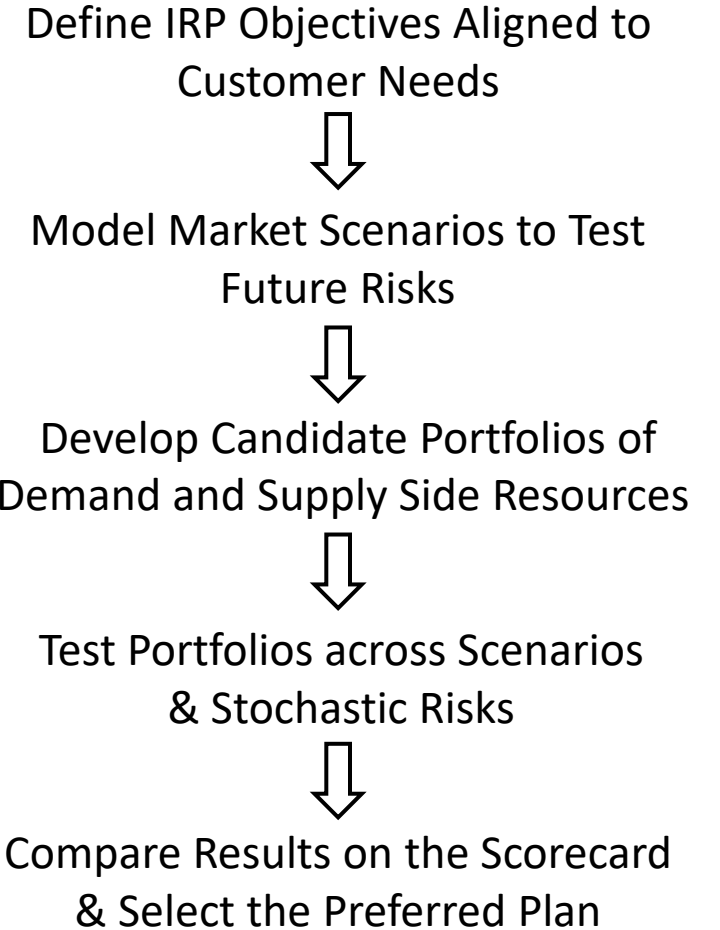 Define IRP Objectives Aligned to
Customer Needs
Model Market Scenarios to Test
Future Risks
Develop Candidate Portfolios of
Demand and Supply Side Resources
Test Portfolios across Scenarios
& Stochastic Risks
Compare Results on the Scorecard
& Select the Preferred Plan